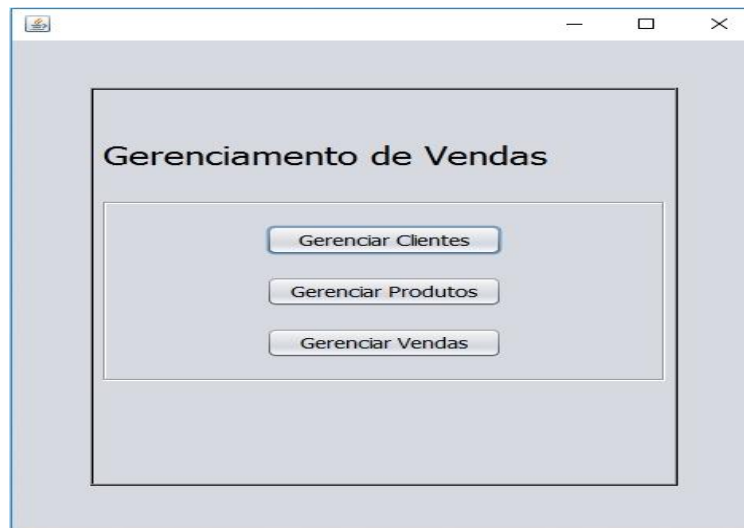 Gerenciamento de Vendas
Gerenciar Clientes
Gerenciar Produtos
Gerenciar Vendas